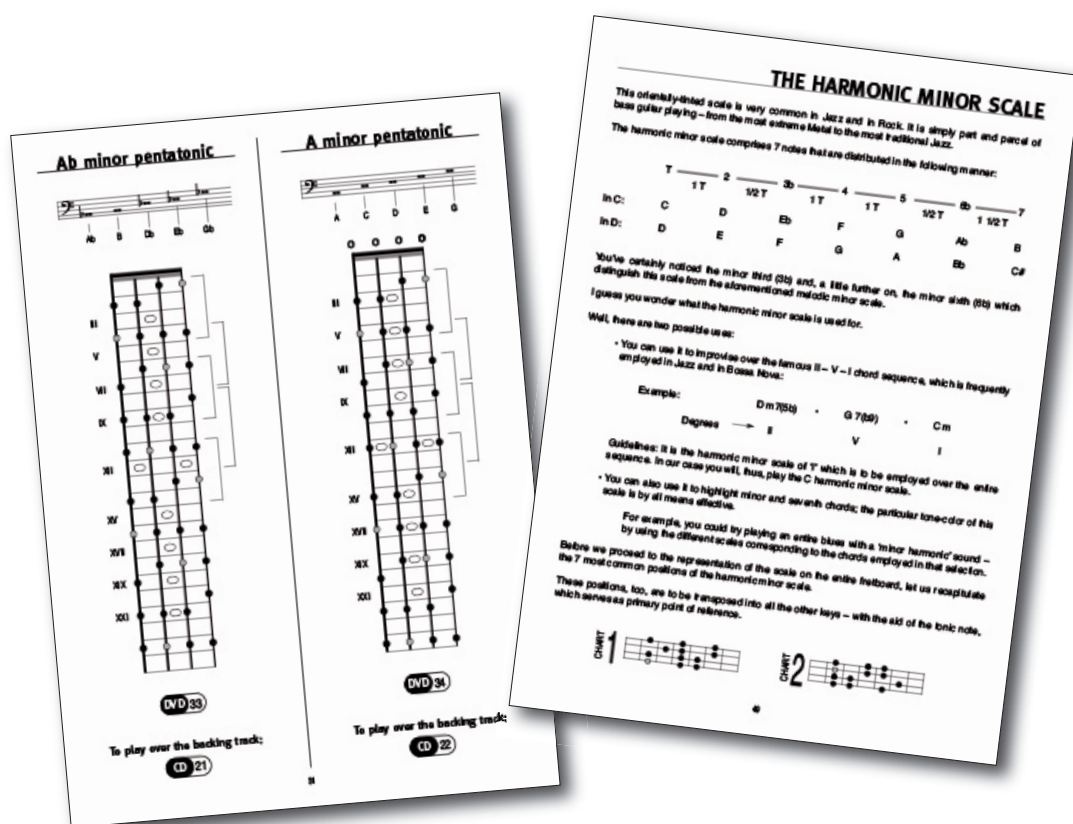 Ab minor pentatonic
Ab B Db Eb Gb
III
V
VII
IX
XII
XV
XVII
XIX
XXI
DVD 33
To play over the backing track:
CD 21
A minor pentatonic
A C D E G
III
V
VII
IX
XII
XV
XVII
XIX
XXI
DVD 34
To play over the backing track:
CD 22
THE HARMONIC MINOR SCALE
This orientally-tinted scale is very common in Jazz and in Rock. It is simply part and parcel of
bass guitar playing – from the most extreme Metal to the most traditional Jazz.
The harmonic minor scale comprises 7 notes that are distributed in the following manner:
T 2 3b 4 5 6b 7
1 T 1/2 T 1 T 1 T 1/2 T 1 1/2 T
In C: C D Eb F G Ab B
In D: D E F G A Bb C#
You've certainly noticed the minor third (3b) and, a little further on, the minor sixth (6b) which
distinguish this scale from the aforementioned melodic minor scale.
I guess you wonder what the harmonic minor scale is used for.
Well, there are two possible uses:
• You can use it to improvise over the famous II – V – I chord sequence, which is frequently
employed in Jazz and in Bossa Nova:
Example: Dm7(5b) • G7(b9) • Cm
Degrees → II V I
Guidelines: It is the harmonic minor scale of 'I' which is to be employed over the entire
sequence. In our case you will, thus, play the C harmonic minor scale.
• You can also use it to highlight minor and seventh chords; the particular tone-color of this
scale is by all means effective.
For example, you could try playing an entire blues with a 'minor harmonic' sound –
by using the different scales corresponding to the chords employed in that selection.
Before we proceed to the representation of the scale on the entire fretboard, let us recapitulate
the 7 most common positions of the harmonic minor scale.
These positions, too, are to be transposed into all the other keys – with the aid of the tonic note,
which serves as primary point of reference.
CHART 1
CHART 2